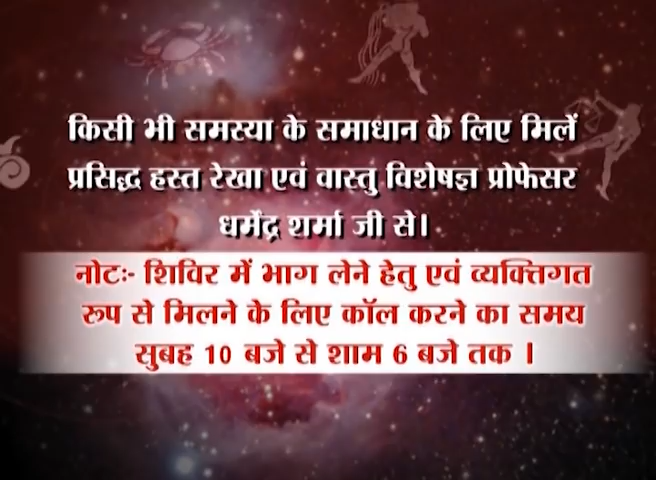 किसी भी समस्या के समाधान के लिए मिलें
प्रसिद्ध हस्त रेखा एवं वास्तु विशेषज्ञ प्रोफेसर
धर्मेंद्र शर्मा जी से।
नोटः- शिविर में भाग लेने हेतु एवं व्यक्तिगत
रूप से मिलने के लिए कॉल करने का समय
सुबह 10 बजे से शाम 6 बजे तक ।